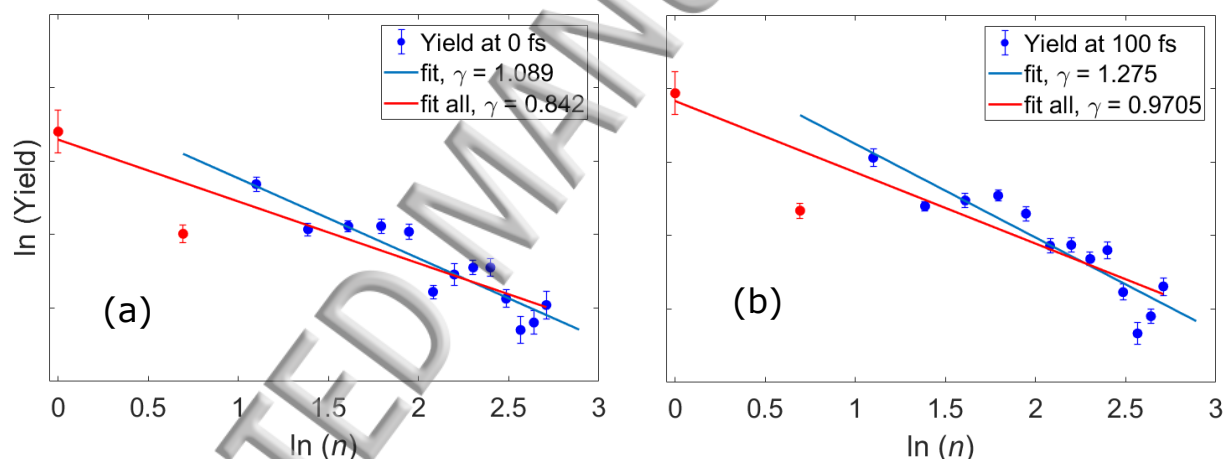 Yield at 0 fs
fit, γ = 1.089
fit all, γ = 0.842
ln (Yield)
(a)
0 0.5 1 1.5 2 2.5 3
ln (n)
Yield at 100 fs
fit, γ = 1.275
fit all, γ = 0.9705
(b)
0 0.5 1 1.5 2 2.5 3
ln (n)
TED MANU